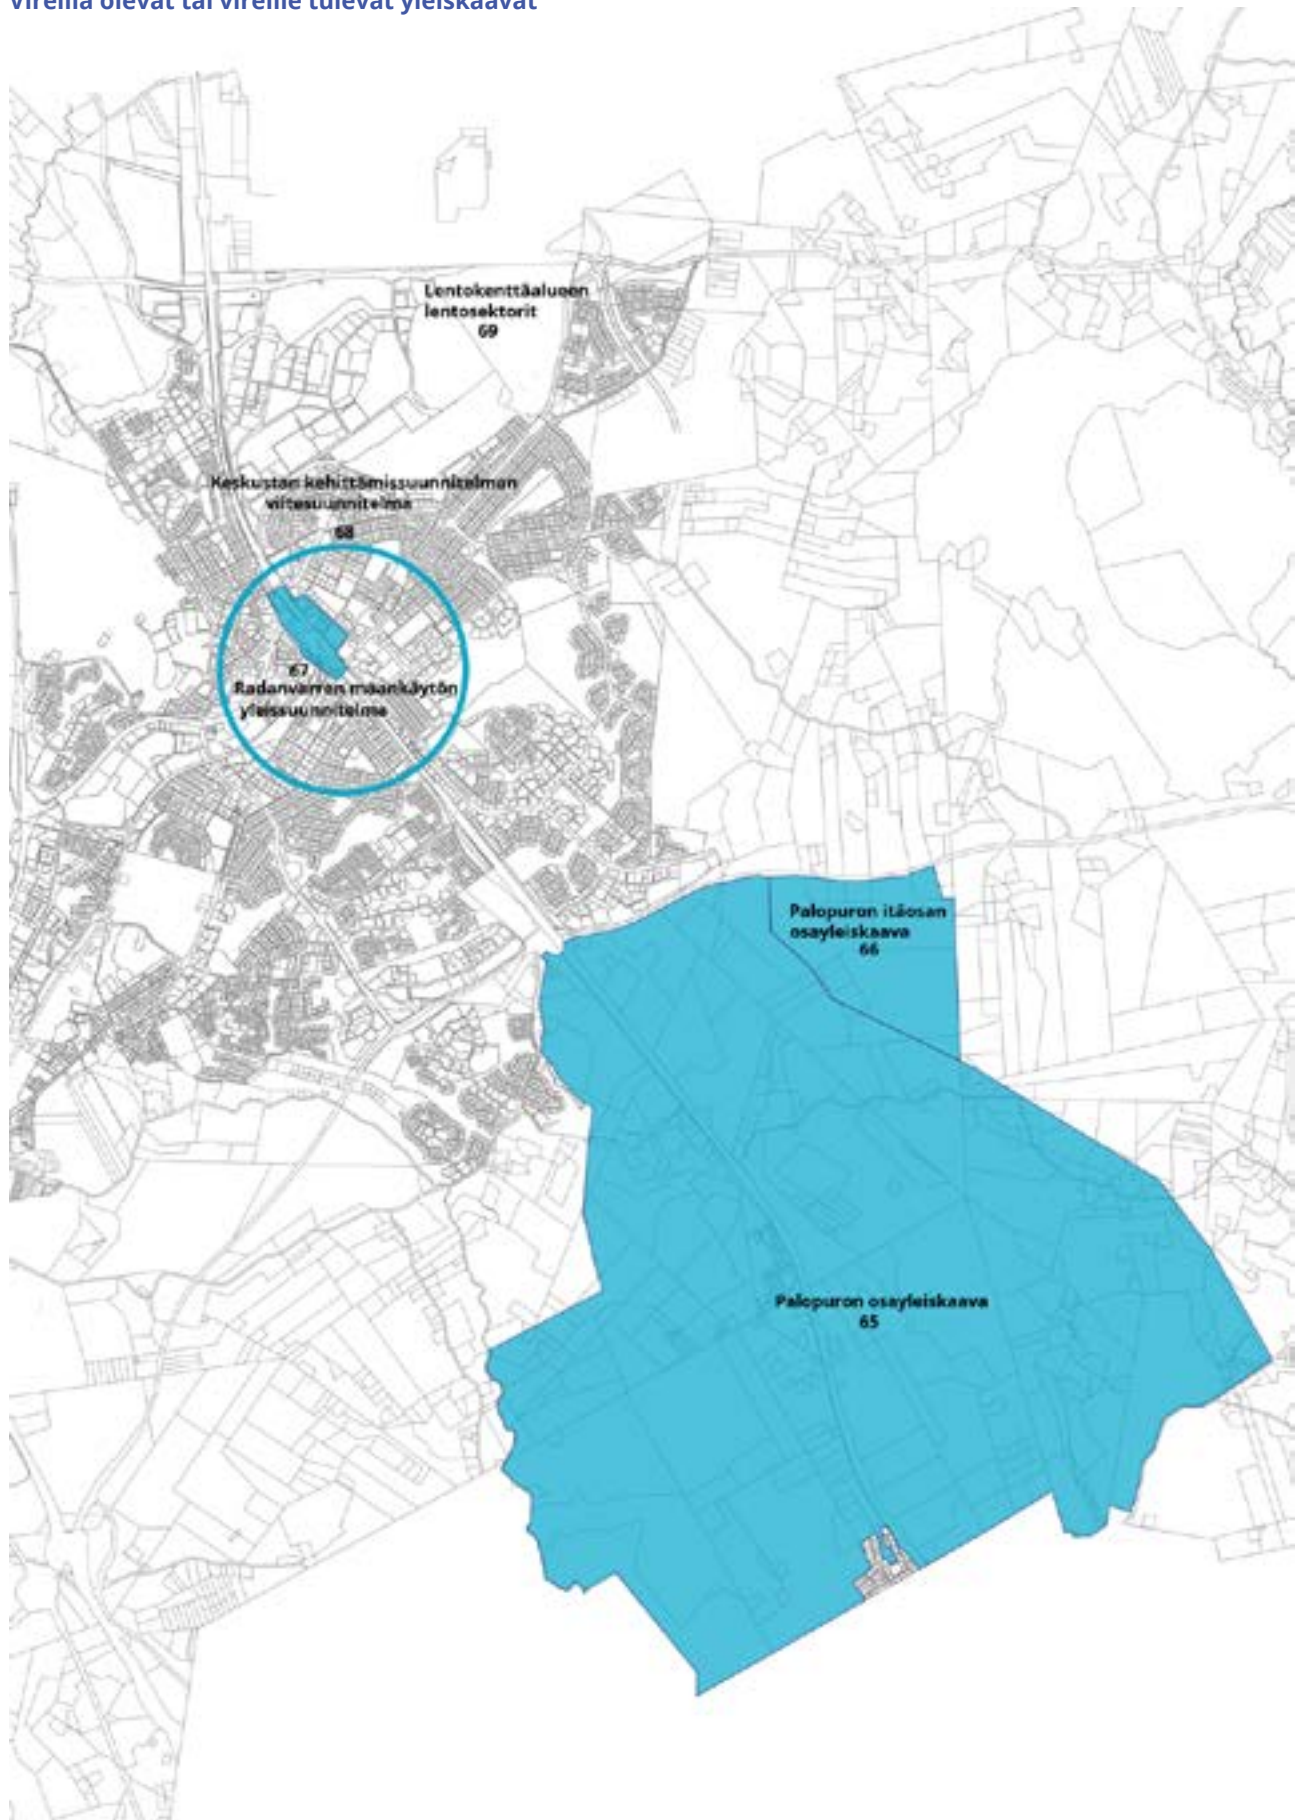 Vireillä olevat tai vireille tulevat yleiskaavat
Lentokenttäalueen
lentosektorit
69
Keskustan kehittämissuunnitelman
viitesuunnitelma
68
67
Radanvarren maankäytön
yleissuunnitelma
Palopuron itäosan
osayleiskaava
66
Palopuron osayleiskaava
65